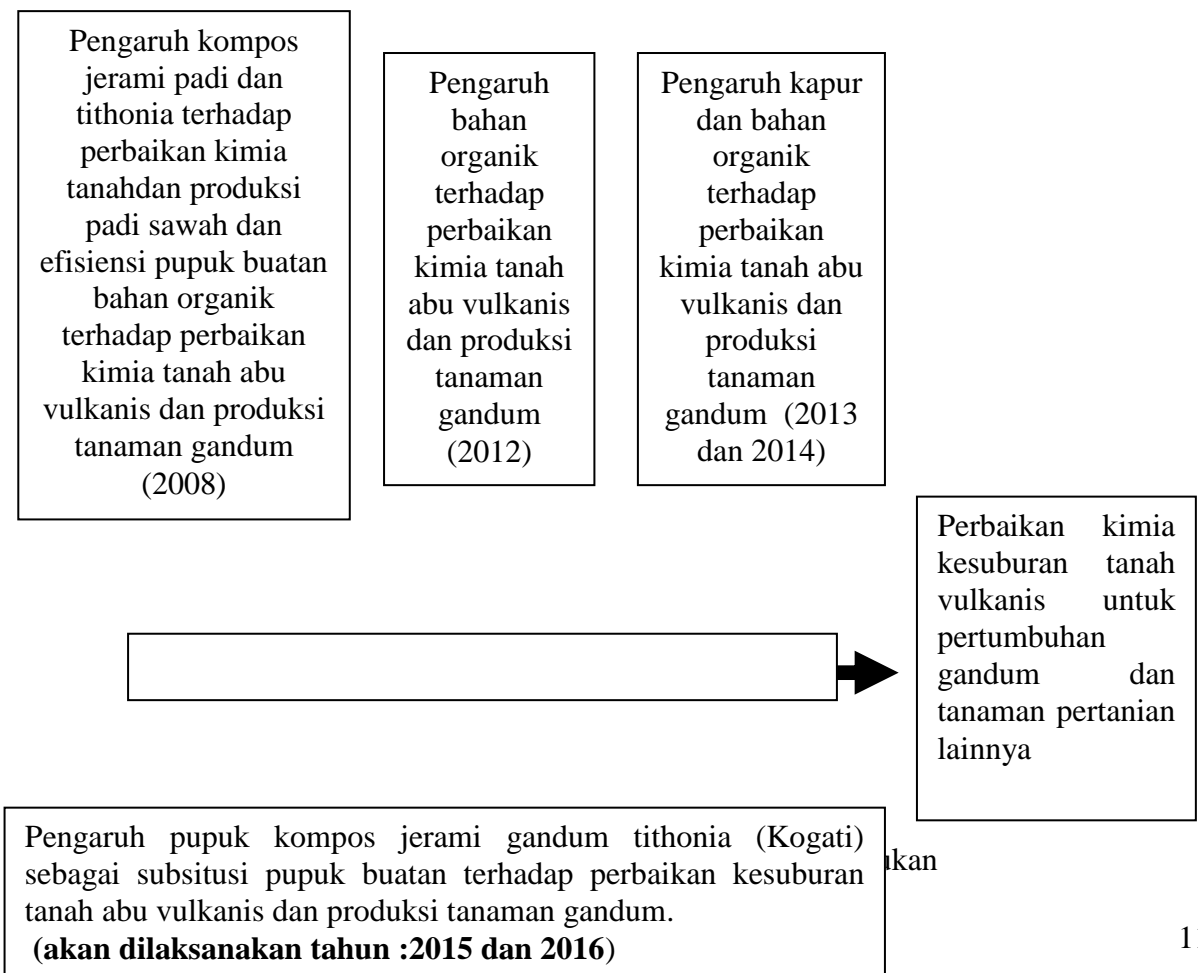 Pengaruh kompos
jerami padi dan
tithonia terhadap
perbaikan kimia
tanahdan produksi
padi sawah dan
efisiensi pupuk buatan
bahan organik
terhadap perbaikan
kimia tanah abu
vulkanis dan produksi
tanaman gandum
(2008)
Pengaruh
bahan
organik
terhadap
perbaikan
kimia tanah
abu vulkanis
dan produksi
tanaman
gandum
(2012)
Pengaruh kapur
dan bahan
organik
terhadap
perbaikan
kimia tanah abu
vulkanis dan
produksi
tanaman
gandum (2013
dan 2014)
Perbaikan kimia
kesuburan tanah
vulkanis untuk
pertumbuhan
gandum dan
tanaman pertanian
lainnya
Pengaruh pupuk kompos jerami gandum tithonia (Kogati)
sebagai subsitusi pupuk buatan terhadap perbaikan kesuburan
tanah abu vulkanis dan produksi tanaman gandum.
(akan dilaksanakan tahun :2015 dan 2016)